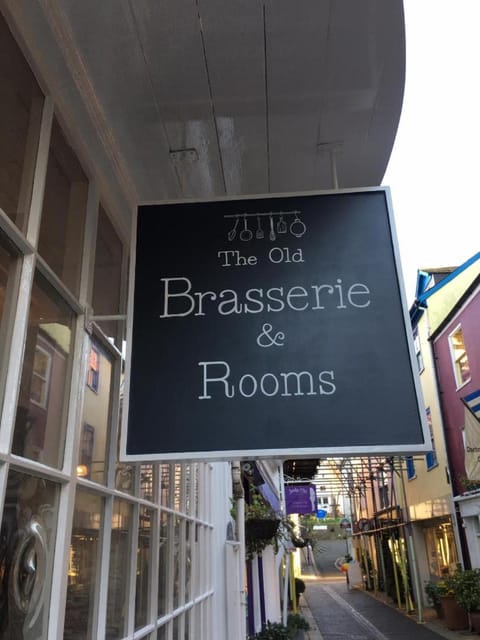 The Old
Brasserie
&
Rooms